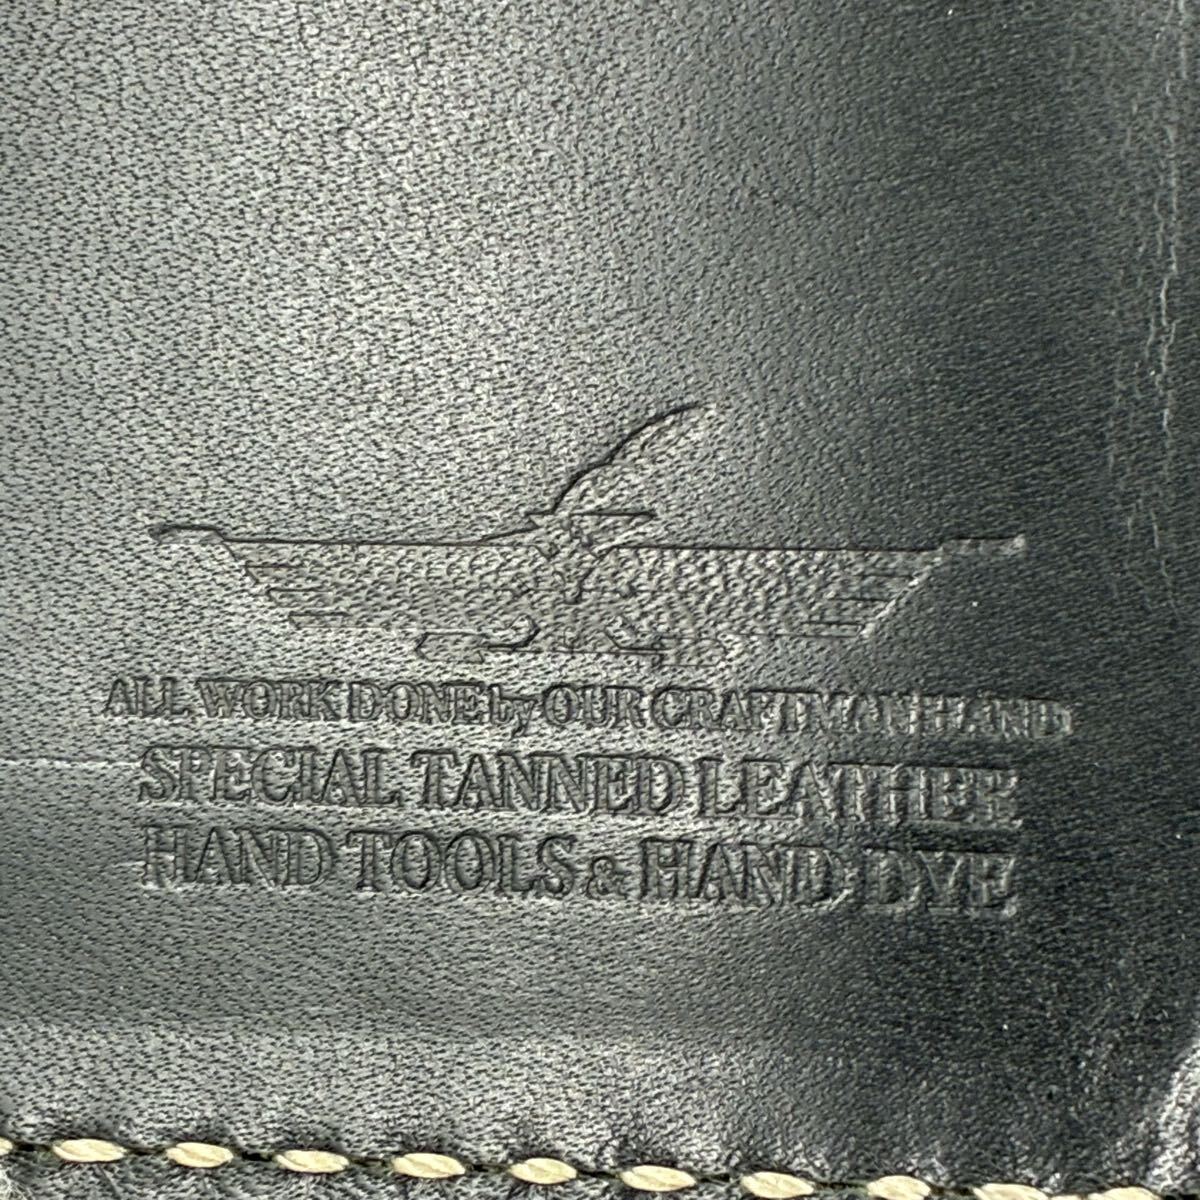 ALL WORK DONE by OUR CRAFTMAN HAND
SPECIAL TANNED LEATHER
HAND TOOLS & HAND DYE